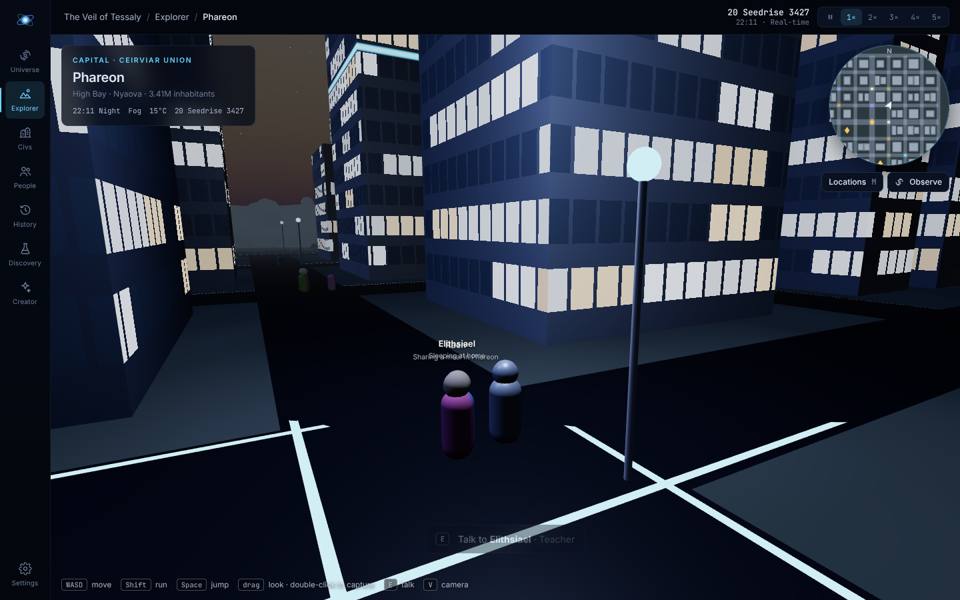 The Veil of Tessaly / Explorer / Phareon
20 Seedrise 3427
22:11 · Real-time
1×
2×
3×
4×
5×
Universe
Explorer
Civs
People
History
Discovery
Creator
Settings
CAPITAL · CEIRVIAR UNION
Phareon
High Bay · Nyaova · 3.41M inhabitants
22:11 Night Fog 15°C 20 Seedrise 3427
N
Locations M
Observe
Elithsiael
E Talk to Elithsiael · Teacher
WASD move Shift run Space jump drag look · double-click capture E talk V camera